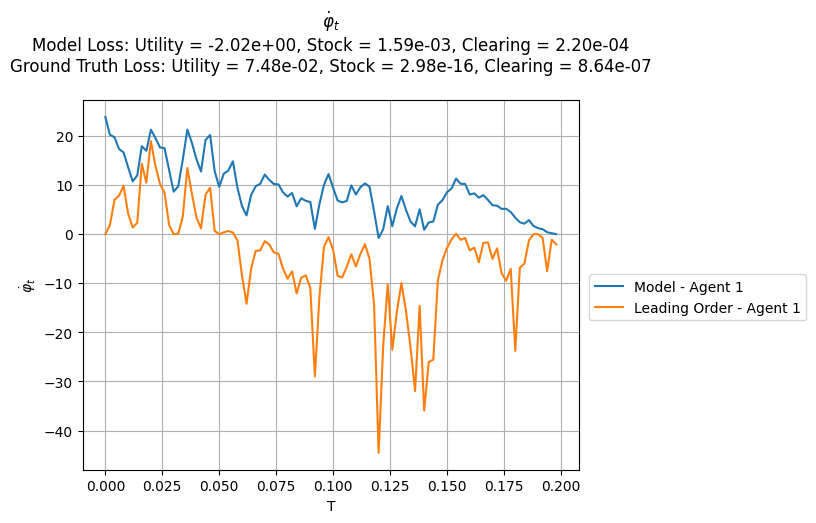 φ̇_t
Model Loss: Utility = -2.02e+00, Stock = 1.59e-03, Clearing = 2.20e-04
Ground Truth Loss: Utility = 7.48e-02, Stock = 2.98e-16, Clearing = 8.64e-07
20
10
0
−10
−20
−30
−40
φ̇_t
0.000 0.025 0.050 0.075 0.100 0.125 0.150 0.175 0.200
T
Model - Agent 1
Leading Order - Agent 1